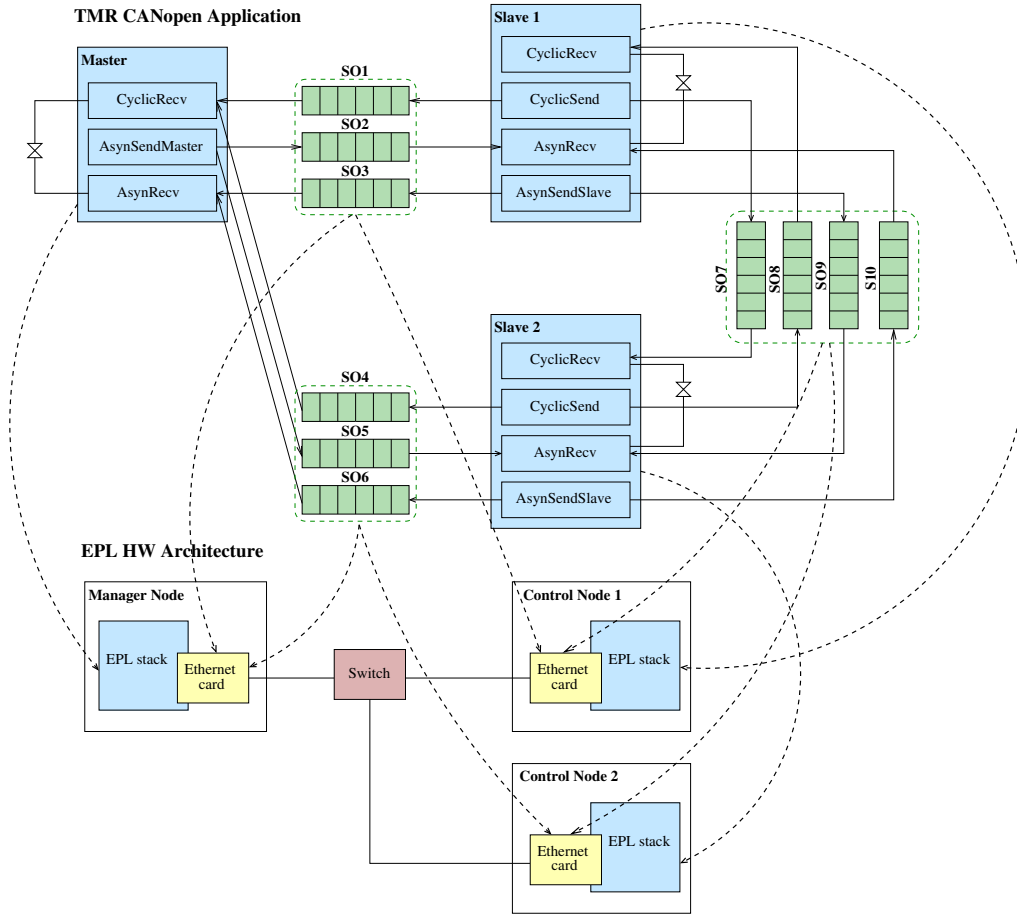 TMR CANopen Application
Master
CyclicRecv
AsynSendMaster
AsynRecv
SO1
SO2
SO3
Slave 1
CyclicRecv
CyclicSend
AsynRecv
AsynSendSlave
SO7
SO8
SO9
S10
SO4
SO5
SO6
Slave 2
CyclicRecv
CyclicSend
AsynRecv
AsynSendSlave
EPL HW Architecture
Manager Node
EPL stack
Ethernet
card
Switch
Control Node 1
Ethernet
card
EPL stack
Control Node 2
Ethernet
card
EPL stack